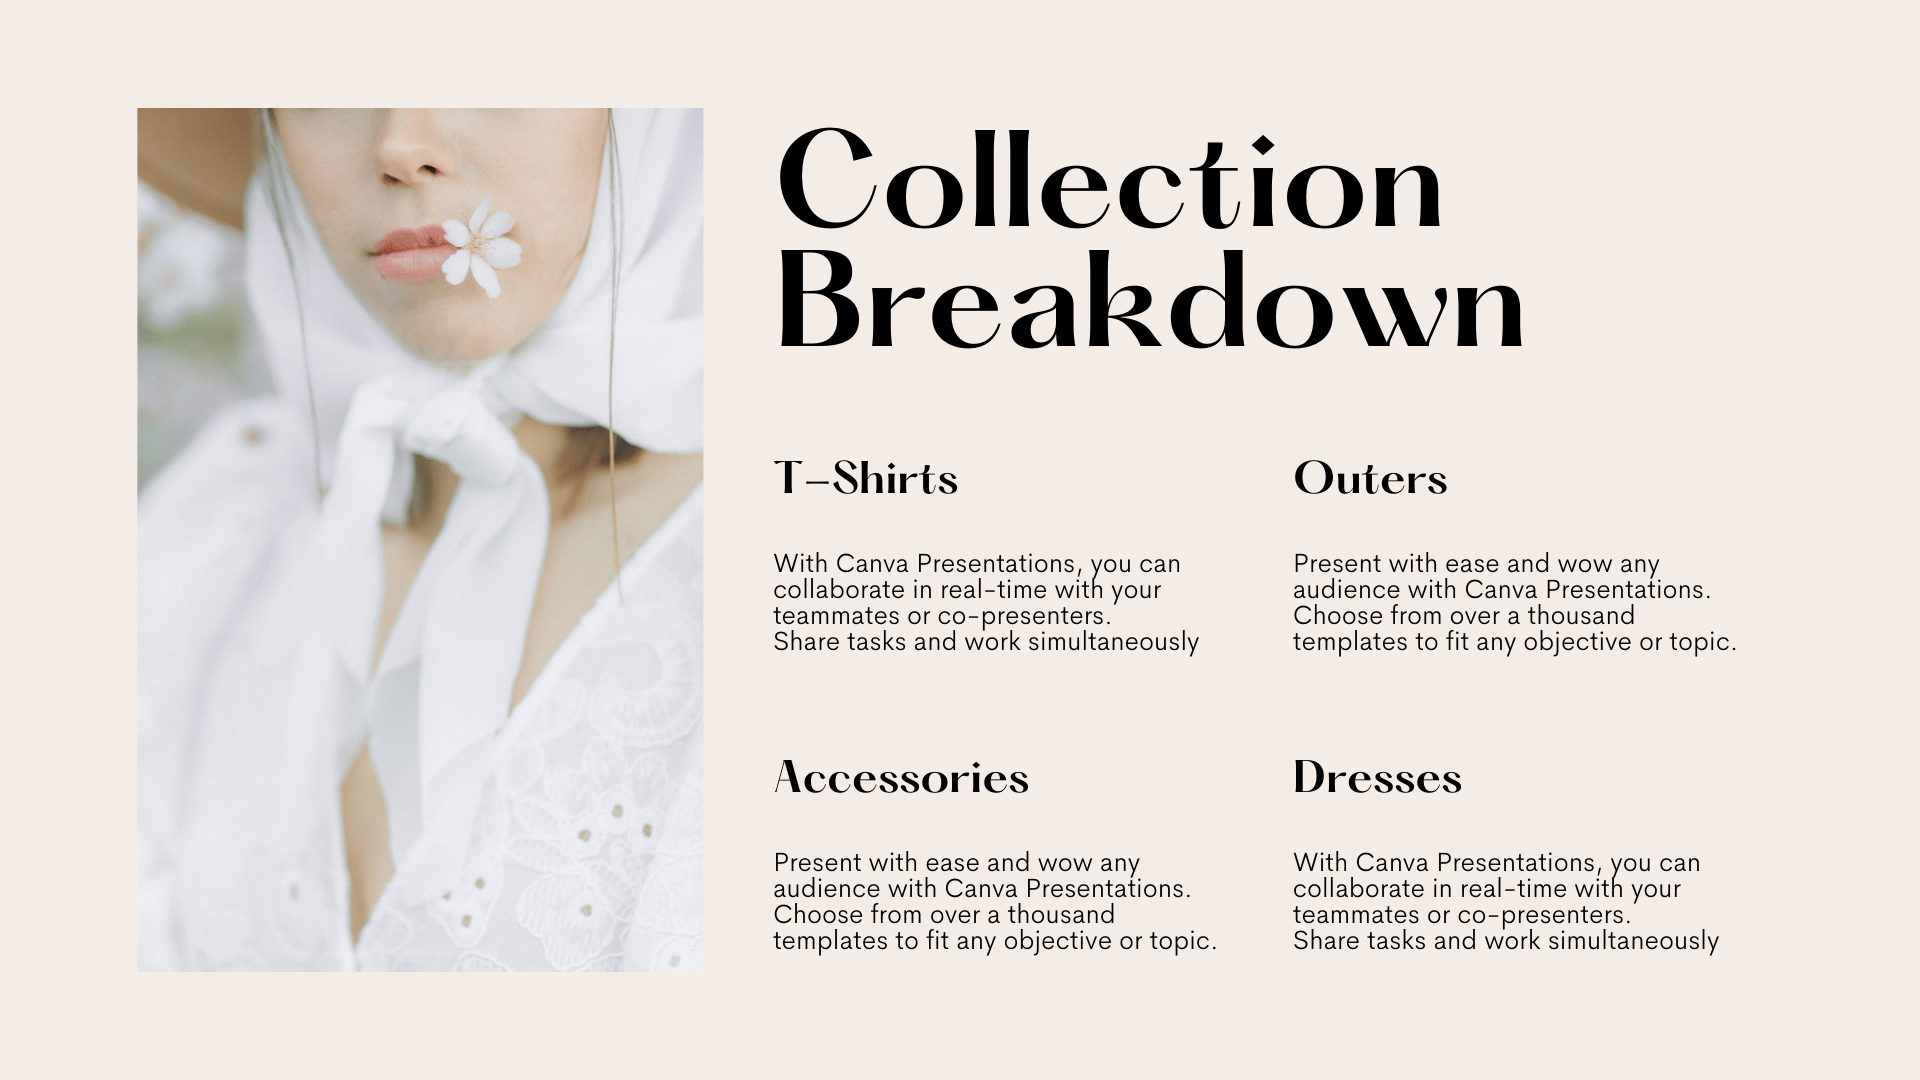 Collection
Breakdown
T-Shirts
With Canva Presentations, you can
collaborate in real-time with your
teammates or co-presenters.
Share tasks and work simultaneously
Outers
Present with ease and wow any
audience with Canva Presentations.
Choose from over a thousand
templates to fit any objective or topic.
Accessories
Present with ease and wow any
audience with Canva Presentations.
Choose from over a thousand
templates to fit any objective or topic.
Dresses
With Canva Presentations, you can
collaborate in real-time with your
teammates or co-presenters.
Share tasks and work simultaneously